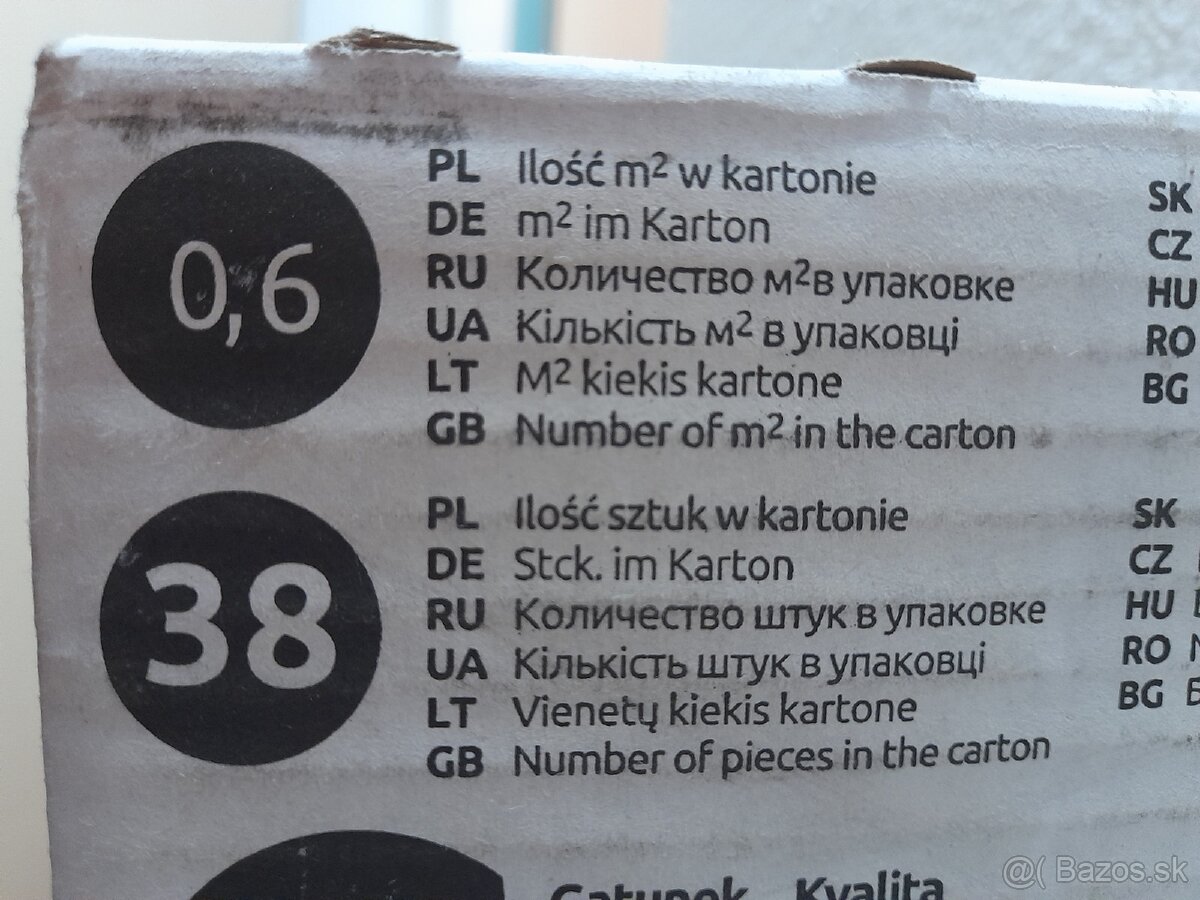 0,6
PL Ilość m² w kartonie
DE m² im Karton
RU Количество м²в упаковке
UA Кількість м² в упаковці
LT M² kiekis kartone
GB Number of m² in the carton
SK
CZ
HU
RO
BG
38
PL Ilość sztuk w kartonie
DE Stck. im Karton
RU Количество штук в упаковке
UA Кількість штук в упаковці
LT Vienetų kiekis kartone
GB Number of pieces in the carton
SK
CZ
HU
RO
BG
Gatunek Kvalita
@( Bazos.sk